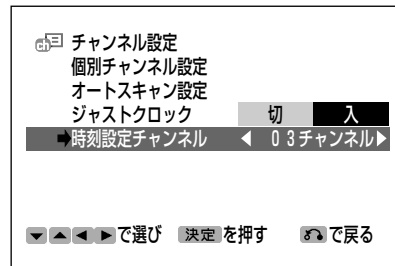 ch チャンネル設定
個別チャンネル設定
オートスキャン設定
ジャストクロック 切 入
➡時刻設定チャンネル ◀ 03チャンネル▶
▼▲◀▶で選び 決定 を押す で戻る